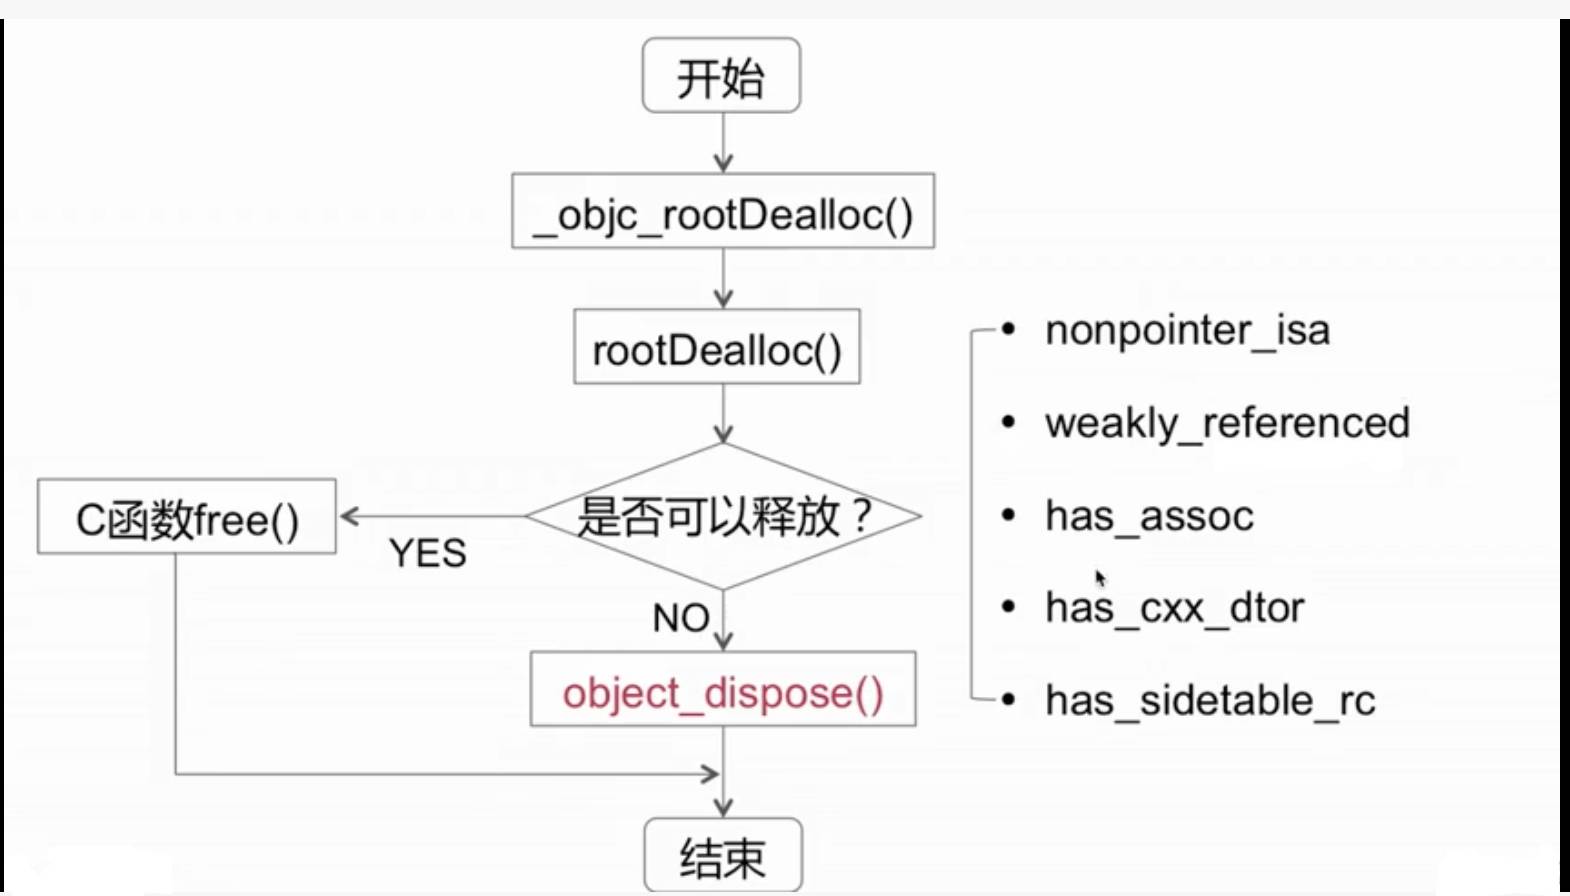 开始
_objc_rootDealloc()
rootDealloc()
是否可以释放？
YES
C函数free()
NO
object_dispose()
结束
• nonpointer_isa
• weakly_referenced
• has_assoc
• has_cxx_dtor
• has_sidetable_rc